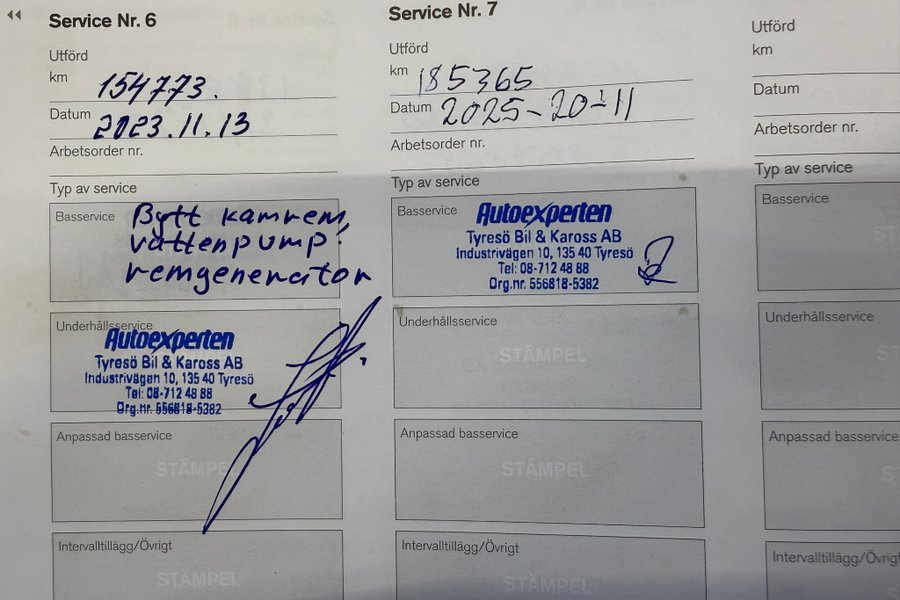 Service Nr. 6
Utförd
km 154773.
Datum 2023.11.13
Arbetsorder nr.
Typ av service
Basservice
Bytt kamrem,
vattenpump!
remgenerator
Underhållsservice
Autoexperten
Tyresö Bil & Kaross AB
Industrivägen 10, 135 40 Tyresö
Tel: 08-712 48 88
Org.nr. 556818-5382
Anpassad basservice
STÄMPEL
Intervalltillägg/Övrigt
STÄMPEL
Service Nr. 7
Utförd
km 185365
Datum 2025-20-11
Arbetsorder nr.
Typ av service
Basservice
Autoexperten
Tyresö Bil & Kaross AB
Industrivägen 10, 135 40 Tyresö
Tel: 08-712 48 88
Org.nr. 556818-5382
Underhållsservice
STÄMPEL
Anpassad basservice
STÄMPEL
Intervalltillägg/Övrigt
STÄMPEL
Utförd
km
Datum
Arbetsorder nr.
Typ av service
Basservice
Underhållsservice
Anpassad basservice
Intervalltillägg/Övrigt